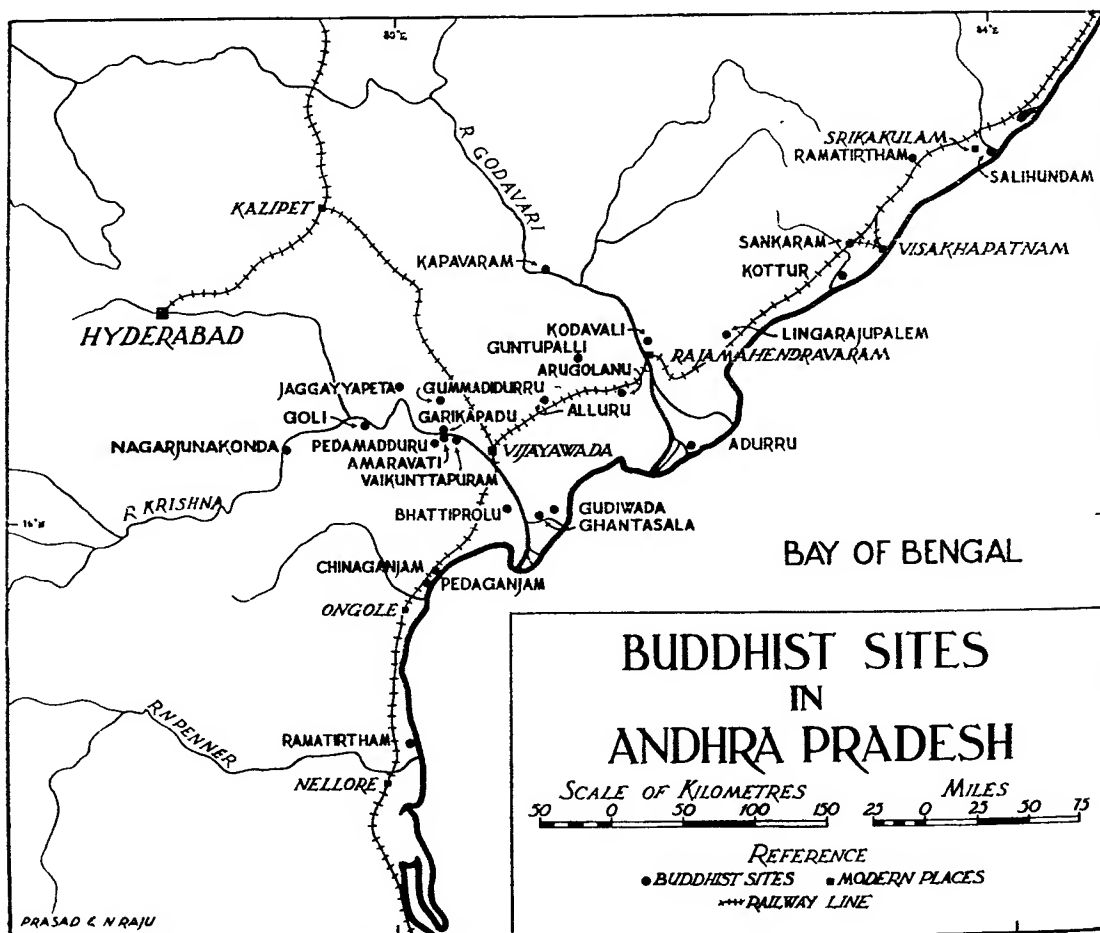 80°E
84°E
R GODAVARI
SRIKAKULAM
RAMATIRTHAM
SALIHUNDAM
KALIPET
SANKARAM
VISAKHAPATNAM
KAPAVARAM
KOTTUR
HYDERABAD
KODAVALI
LINGARAJUPALEM
GUNTUPALLI
RAJAMAHENDRAVARAM
ARUGOLANU
JAGGAYYAPETA
GUMMADIDURRU
ALLURU
GOLI
GARIKAPADU
NAGARJUNAKONDA
PEDAMADDURU
VIJAYAWADA
ADURRU
AMARAVATI
VAIKUNTTAPURAM
R KRISHNA
16°N
BHATTIPROLU
GUDIWADA
GHANTASALA
BAY OF BENGAL
CHINAGANJAM
PEDAGANJAM
ONGOLE
R N PENNER
RAMATIRTHAM
NELLORE
BUDDHIST SITES
IN
ANDHRA PRADESH
SCALE OF KILOMETRES MILES
50 0 50 100 150 25 0 25 50 75
REFERENCE
BUDDHIST SITES MODERN PLACES
RAILWAY LINE
PRASAD & N RAJU